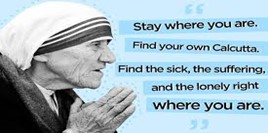 Stay where you are.
Find your own Calcutta.
Find the sick, the suffering,
and the lonely right
where you are.